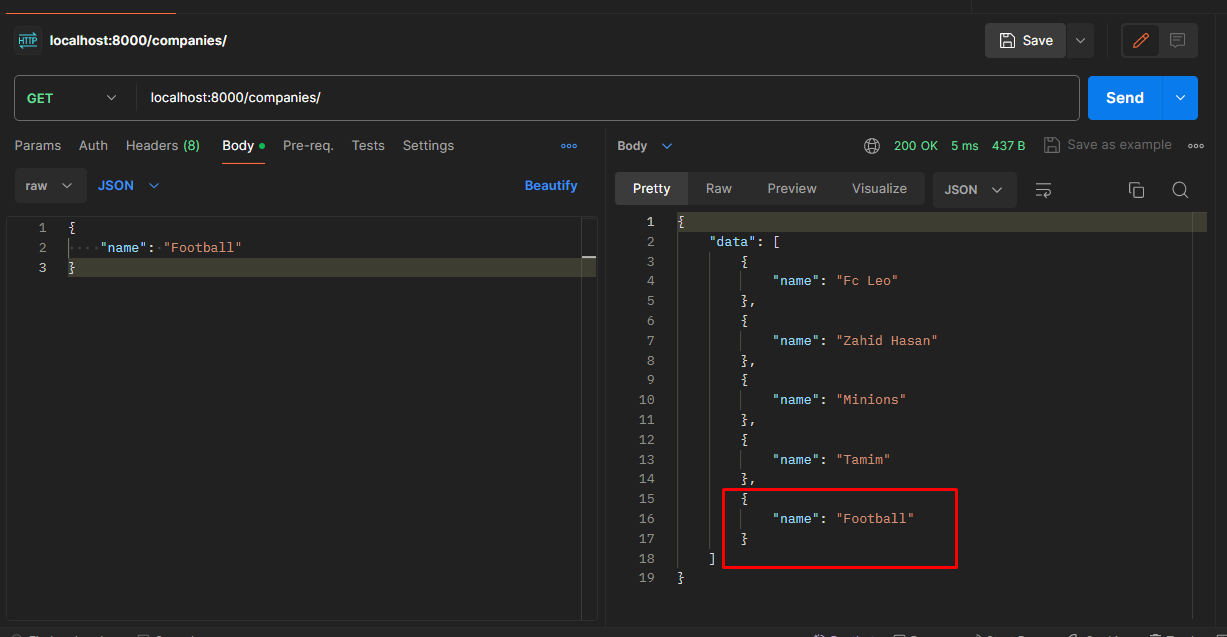 HTTP localhost:8000/companies/ Save
GET localhost:8000/companies/ Send
Params Auth Headers (8) Body Pre-req. Tests Settings
Body 200 OK 5 ms 437 B Save as example
raw JSON Beautify
Pretty Raw Preview Visualize JSON
1 {
2 "name": "Football"
3 }
1 {
2 "data": [
3 {
4 "name": "Fc Leo"
5 },
6 {
7 "name": "Zahid Hasan"
8 },
9 {
10 "name": "Minions"
11 },
12 {
13 "name": "Tamim"
14 },
15 {
16 "name": "Football"
17 }
18 ]
19 }